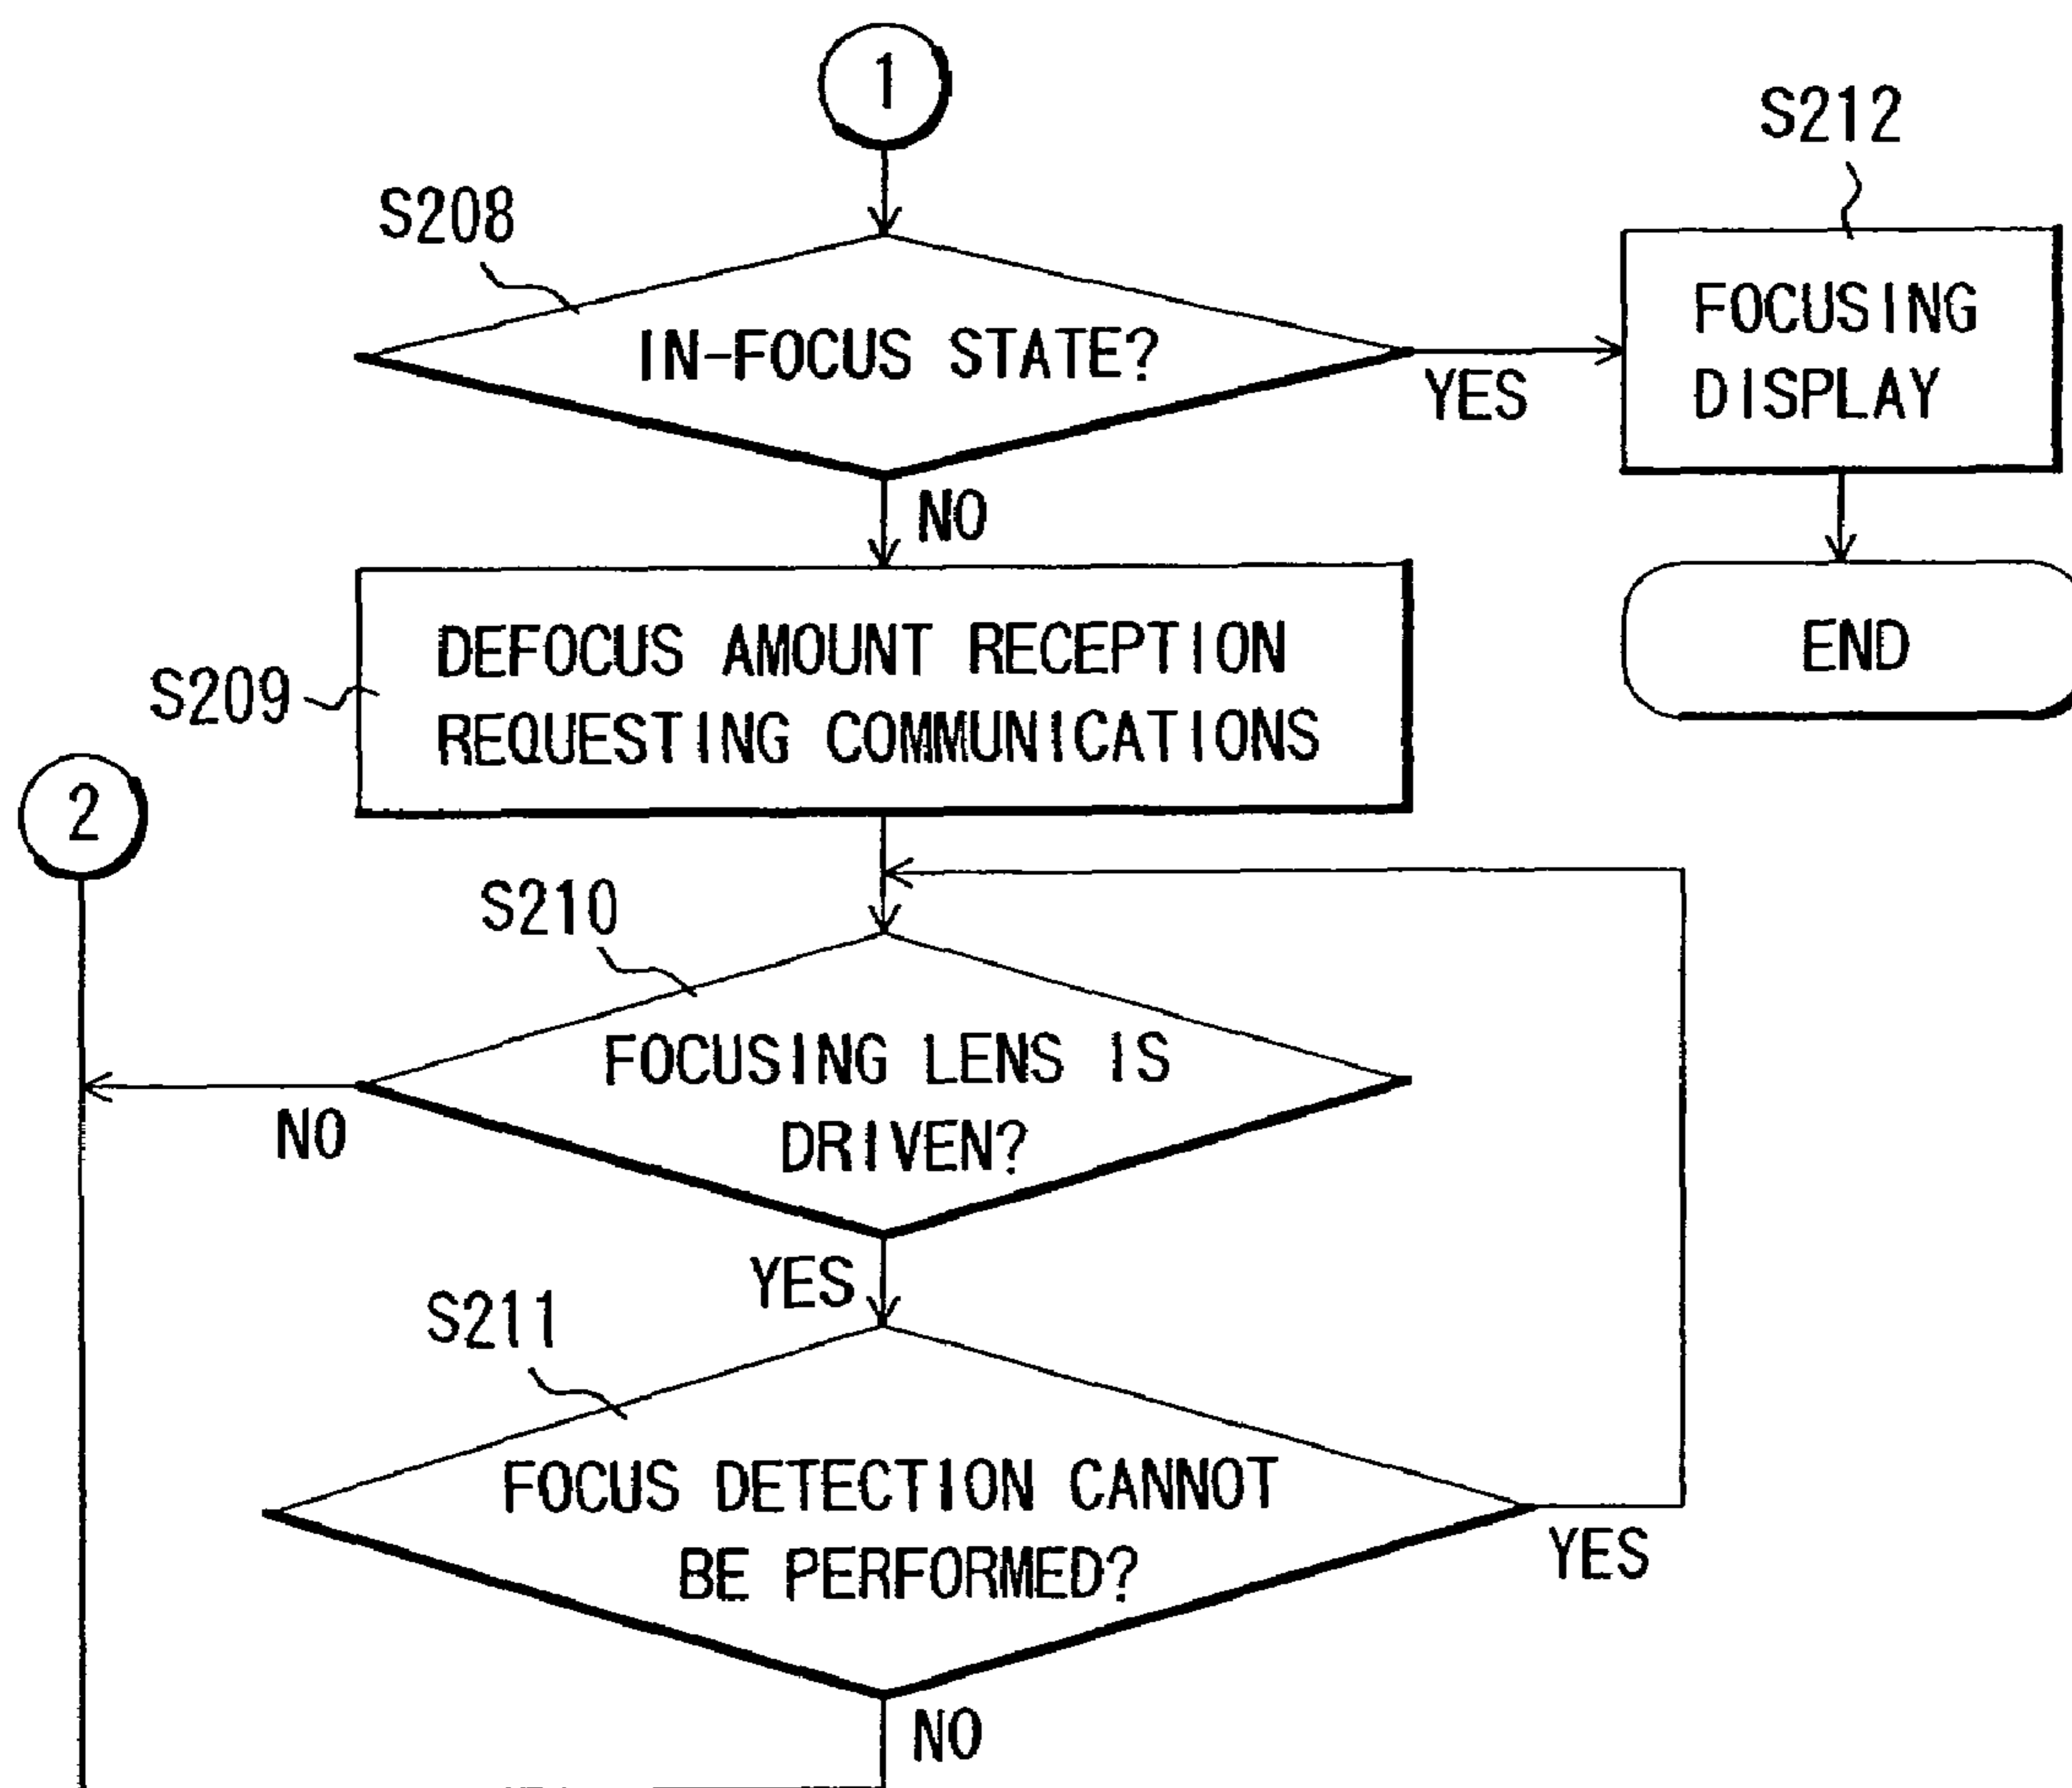 1
S212
S208
FOCUSING
DISPLAY
IN-FOCUS STATE?
YES
NO
END
DEFOCUS AMOUNT RECEPTION
REQUESTING COMMUNICATIONS
S209
2
S210
FOCUSING LENS IS
DRIVEN?
NO
YES
S211
FOCUS DETECTION CANNOT
BE PERFORMED?
YES
NO